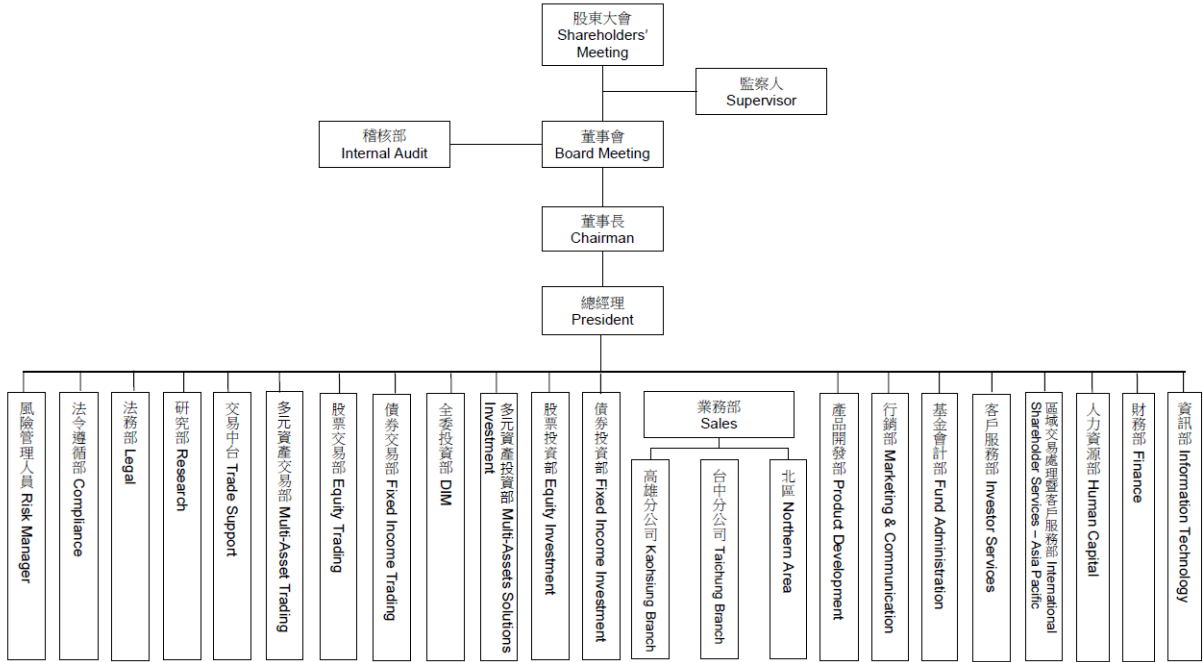 股東大會
Shareholders’
Meeting
監察人
Supervisor
稽核部
Internal Audit
董事會
Board Meeting
董事長
Chairman
總經理
President
風險管理人員 Risk Manager
法令遵循部 Compliance
法務部 Legal
研究部 Research
交易中台 Trade Support
多元資產交易部 Multi-Asset Trading
股票交易部 Equity Trading
債券交易部 Fixed Income Trading
全委投資部 DIM
多元資產投資部 Multi-Assets Solutions
Investment
股票投資部 Equity Investment
債券投資部 Fixed Income Investment
業務部
Sales
高雄分公司 Kaohsiung Branch
台中分公司 Taichung Branch
北區 Northern Area
產品開發部 Product Development
行銷部 Marketing & Communication
基金會計部 Fund Administration
客戶服務部 Investor Services
區域交易處理暨客戶服務部 International
Shareholder Services – Asia Pacific
人力資源部 Human Capital
財務部 Finance
資訊部 Information Technology